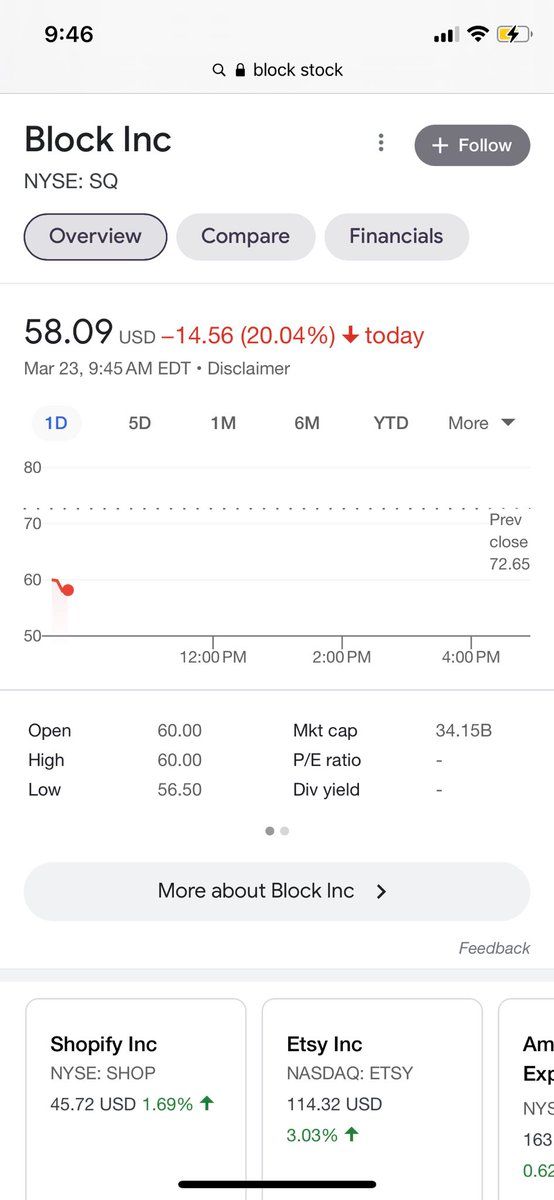 9:46
block stock
Block Inc
+ Follow
NYSE: SQ
Overview
Compare
Financials
58.09 USD −14.56 (20.04%) ↓ today
Mar 23, 9:45 AM EDT • Disclaimer
1D 5D 1M 6M YTD More
80
70
60
50
Prev
close
72.65
12:00 PM 2:00 PM 4:00 PM
Open 60.00 Mkt cap 34.15B
High 60.00 P/E ratio -
Low 56.50 Div yield -
More about Block Inc >
Feedback
Shopify Inc
NYSE: SHOP
45.72 USD 1.69% ↑
Etsy Inc
NASDAQ: ETSY
114.32 USD
3.03% ↑
Am
Exp
NYS
163
0.62